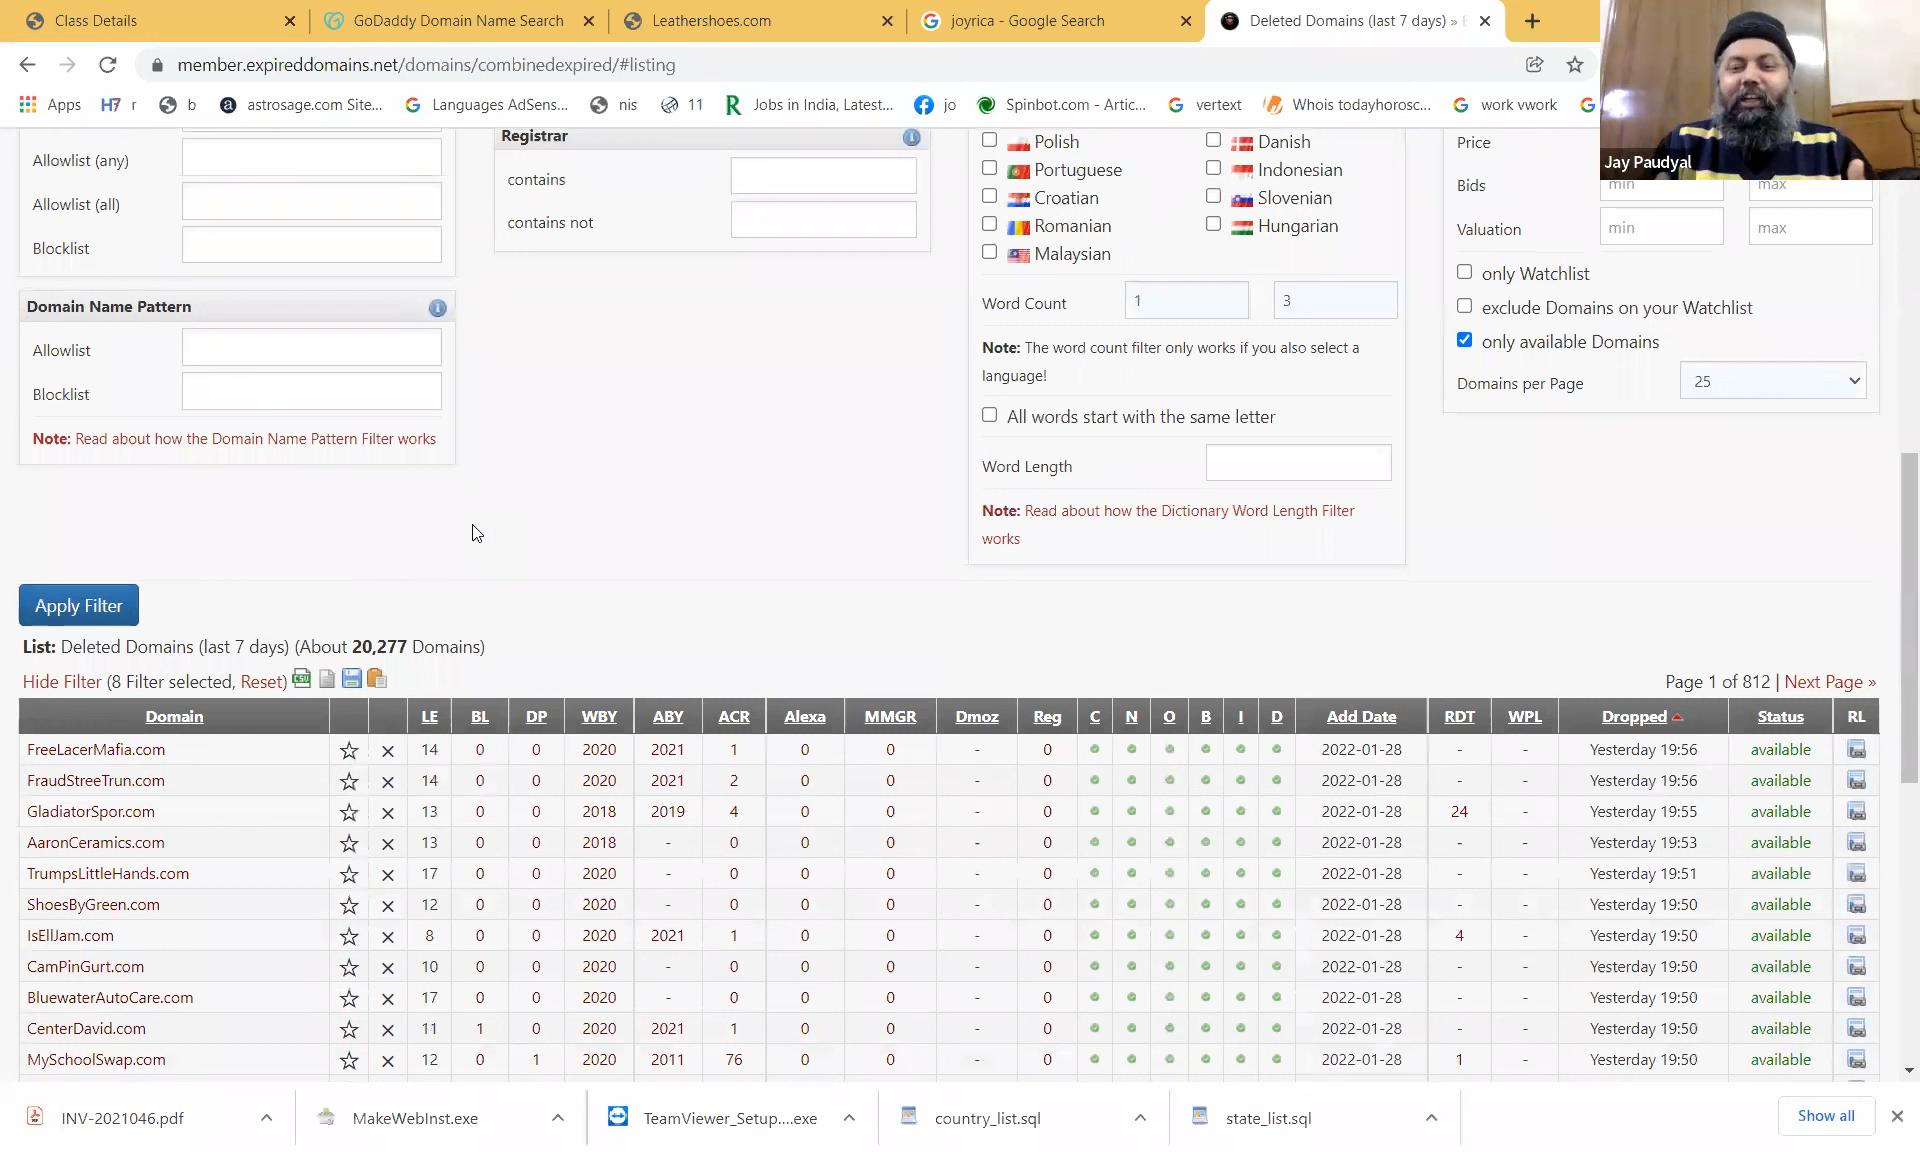 Class Details
GoDaddy Domain Name Search
Leathershoes.com
joyrica - Google Search
Deleted Domains (last 7 days) »
member.expireddomains.net/domains/combinedexpired/#listing
Apps
H7 r
b
astrosage.com Site...
Languages AdSens...
nis
11
Jobs in India, Latest...
jo
Spinbot.com - Artic...
vertext
Whois todayhorosc...
work vwork
Jay Paudyal
Allowlist (any)
Allowlist (all)
Blocklist
Domain Name Pattern
Allowlist
Blocklist
Note: Read about how the Domain Name Pattern Filter works
Registrar
contains
contains not
Polish Danish
Portuguese Indonesian
Croatian Slovenian
Romanian Hungarian
Malaysian
Word Count 1 3
Note: The word count filter only works if you also select a
language!
All words start with the same letter
Word Length
Note: Read about how the Dictionary Word Length Filter
works
Price
Bids min max
Valuation min max
only Watchlist
exclude Domains on your Watchlist
only available Domains
Domains per Page 25
Apply Filter
List: Deleted Domains (last 7 days) (About 20,277 Domains)
Hide Filter (8 Filter selected, Reset) CSV
Page 1 of 812 | Next Page »
Domain LE BL DP WBY ABY ACR Alexa MMGR Dmoz Reg C N O B I D Add Date RDT WPL Dropped Status RL
FreeLacerMafia.com 14 0 0 2020 2021 1 0 0 - 0 2022-01-28 - - Yesterday 19:56 available
FraudStreeTrun.com 14 0 0 2020 2021 2 0 0 - 0 2022-01-28 - - Yesterday 19:56 available
GladiatorSpor.com 13 0 0 2018 2019 4 0 0 - 0 2022-01-28 24 - Yesterday 19:55 available
AaronCeramics.com 13 0 0 2018 - 0 0 0 - 0 2022-01-28 - - Yesterday 19:53 available
TrumpsLittleHands.com 17 0 0 2020 - 0 0 0 - 0 2022-01-28 - - Yesterday 19:51 available
ShoesByGreen.com 12 0 0 2020 - 0 0 0 - 0 2022-01-28 - - Yesterday 19:50 available
IsEllJam.com 8 0 0 2020 2021 1 0 0 - 0 2022-01-28 4 - Yesterday 19:50 available
CamPinGurt.com 10 0 0 2020 - 0 0 0 - 0 2022-01-28 - - Yesterday 19:50 available
BluewaterAutoCare.com 17 0 0 2020 - 0 0 0 - 0 2022-01-28 - - Yesterday 19:50 available
CenterDavid.com 11 1 0 2020 2021 1 0 0 - 0 2022-01-28 - - Yesterday 19:50 available
MySchoolSwap.com 12 0 1 2020 2011 76 0 0 - 0 2022-01-28 1 - Yesterday 19:50 available
INV-2021046.pdf
MakeWebInst.exe
TeamViewer_Setup....exe
country_list.sql
state_list.sql
Show all